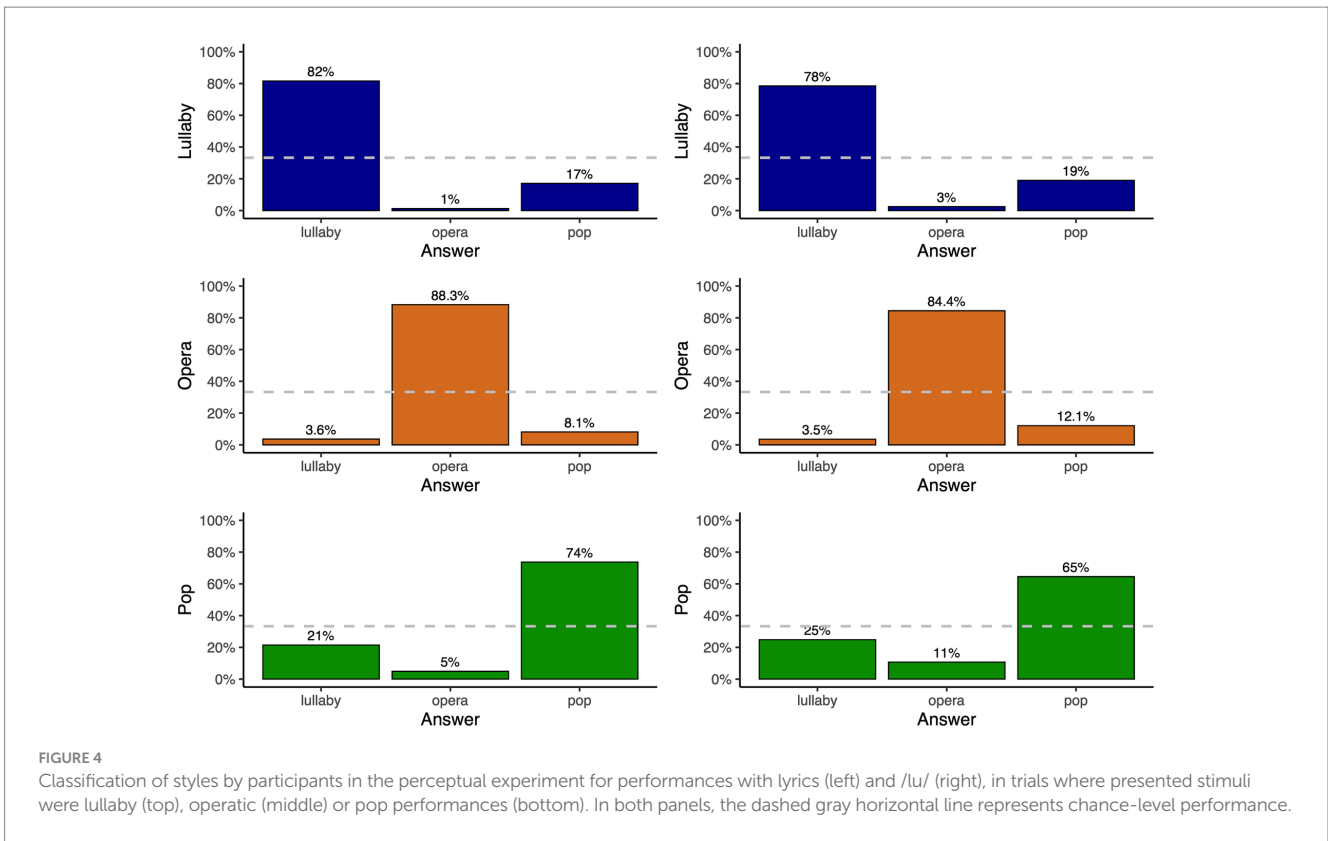 100%
80%
60%
40%
20%
0%
Lullaby
82%
1%
17%
lullaby opera pop
Answer
100%
80%
60%
40%
20%
0%
Lullaby
78%
3%
19%
lullaby opera pop
Answer
100%
80%
60%
40%
20%
0%
Opera
3.6%
88.3%
8.1%
lullaby opera pop
Answer
100%
80%
60%
40%
20%
0%
Opera
3.5%
84.4%
12.1%
lullaby opera pop
Answer
100%
80%
60%
40%
20%
0%
Pop
21%
5%
74%
lullaby opera pop
Answer
100%
80%
60%
40%
20%
0%
Pop
25%
11%
65%
lullaby opera pop
Answer
FIGURE 4
Classification of styles by participants in the perceptual experiment for performances with lyrics (left) and /lu/ (right), in trials where presented stimuli
were lullaby (top), operatic (middle) or pop performances (bottom). In both panels, the dashed gray horizontal line represents chance-level performance.